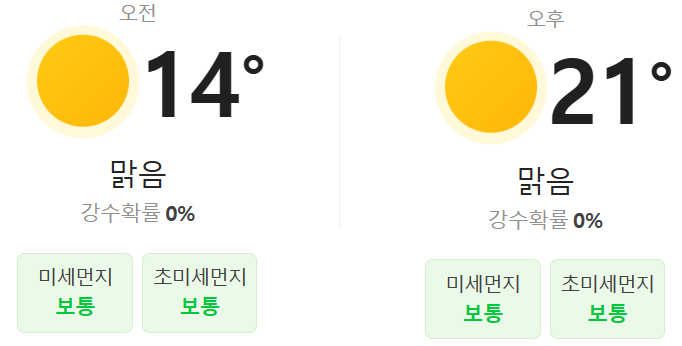 오전
14°
맑음
강수확률 0%
미세먼지 초미세먼지
보통 보통
오후
21°
맑음
강수확률 0%
미세먼지 초미세먼지
보통 보통